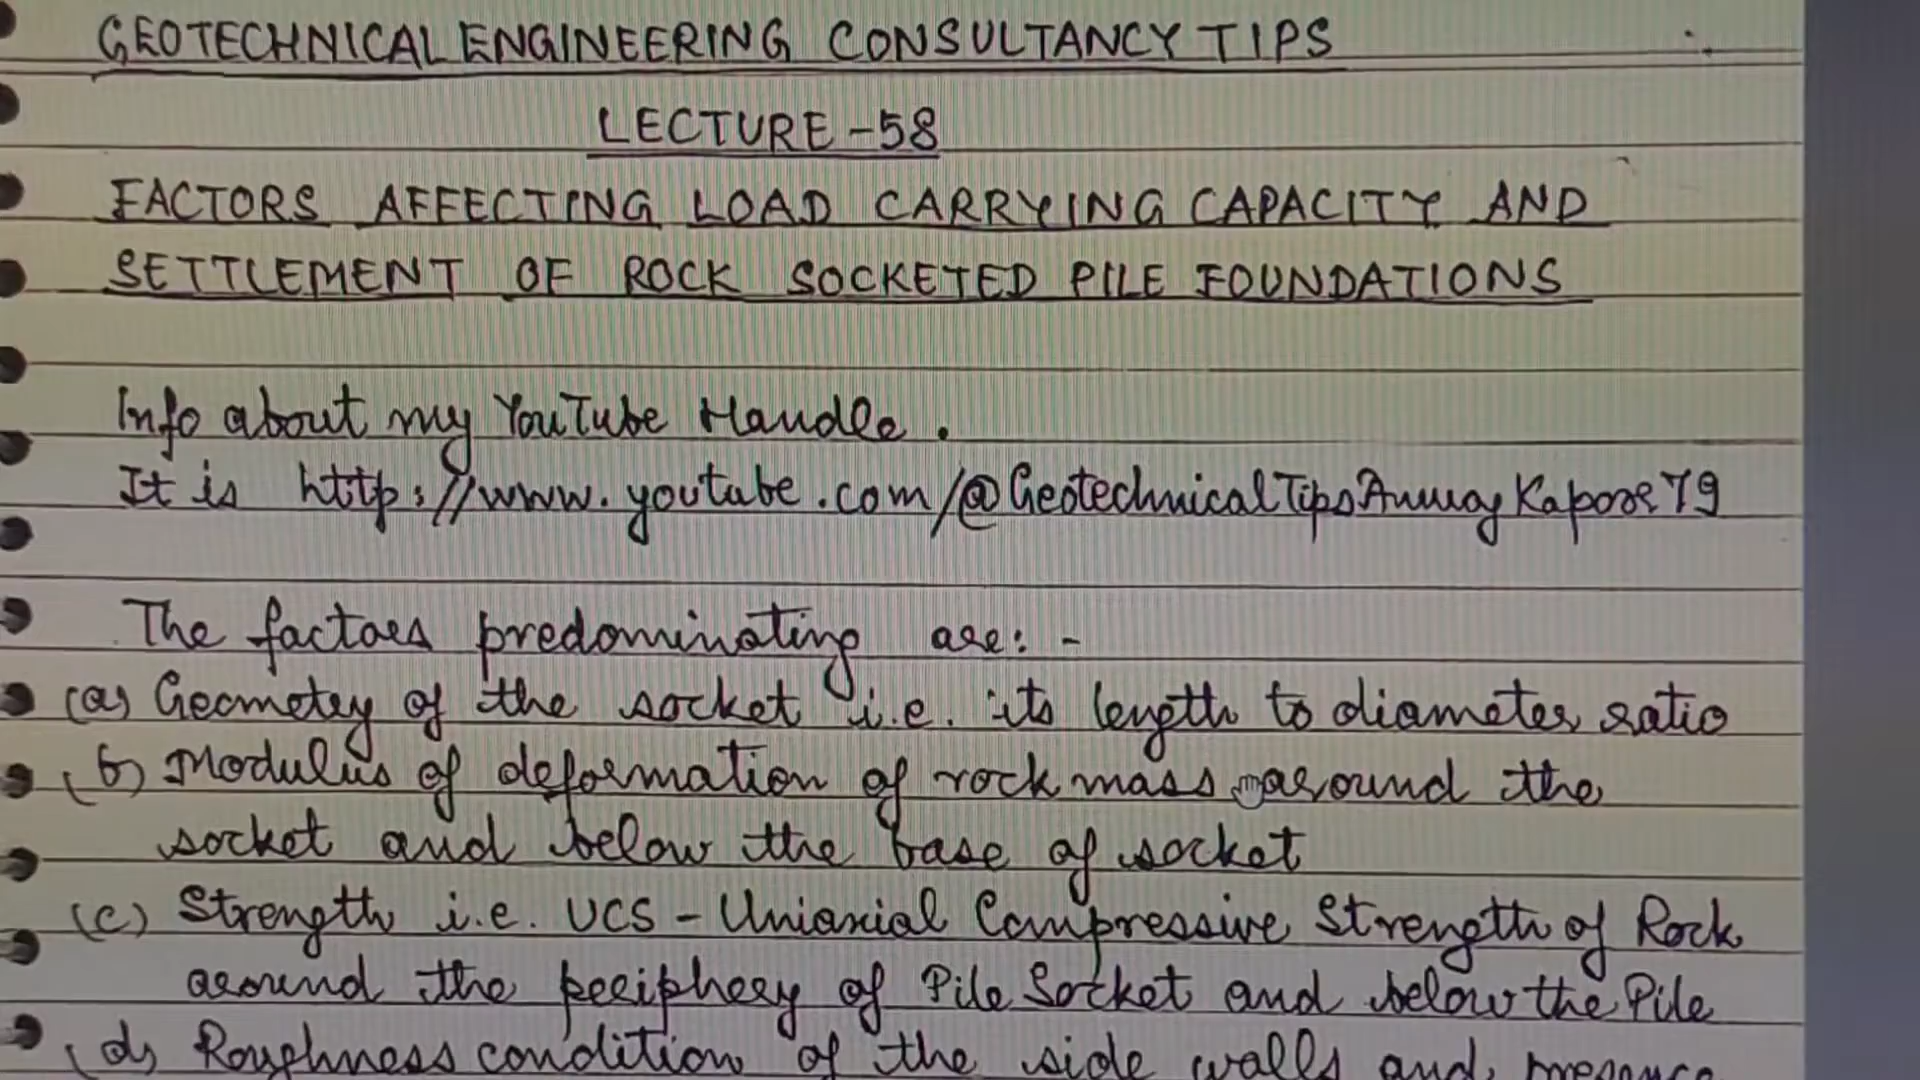 GEOTECHNICAL ENGINEERING CONSULTANCY TIPS
LECTURE-58
FACTORS AFFECTING LOAD CARRYING CAPACITY AND
SETTLEMENT OF ROCK SOCKETED PILE FOUNDATIONS
Info about my YouTube Handle.
It is http://www.youtube.com/@GeotechnicalTipsAnuragKapoor79
The factors predominating are:-
(a) Geometry of the socket i.e. its length to diameter ratio
(b) Modulus of deformation of rock mass around the
socket and below the base of socket
(c) Strength i.e. UCS - Uniaxial Compressive Strength of Rock
around the periphery of Pile Socket and below the Pile
(d) Roughness condition of the side walls and presence